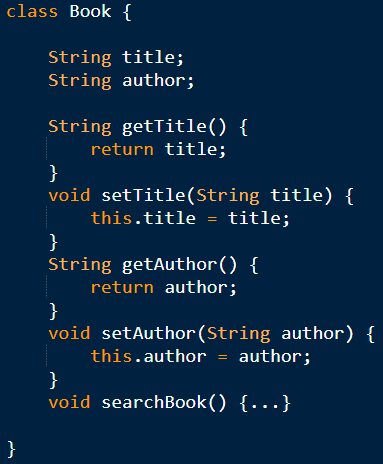 class Book {
String title;
String author;
String getTitle() {
return title;
}
void setTitle(String title) {
this.title = title;
}
String getAuthor() {
return author;
}
void setAuthor(String author) {
this.author = author;
}
void searchBook() {...}
}